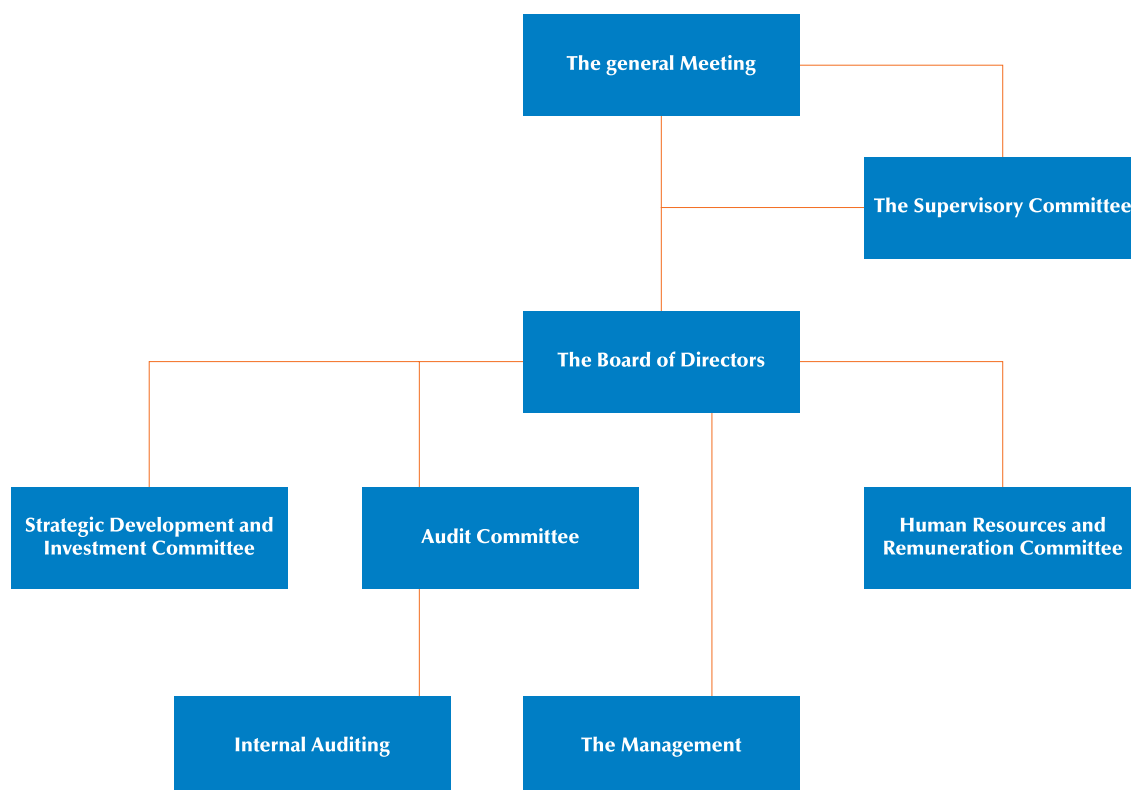 The general Meeting
The Supervisory Committee
The Board of Directors
Strategic Development and
Investment Committee
Audit Committee
Human Resources and
Remuneration Committee
Internal Auditing
The Management